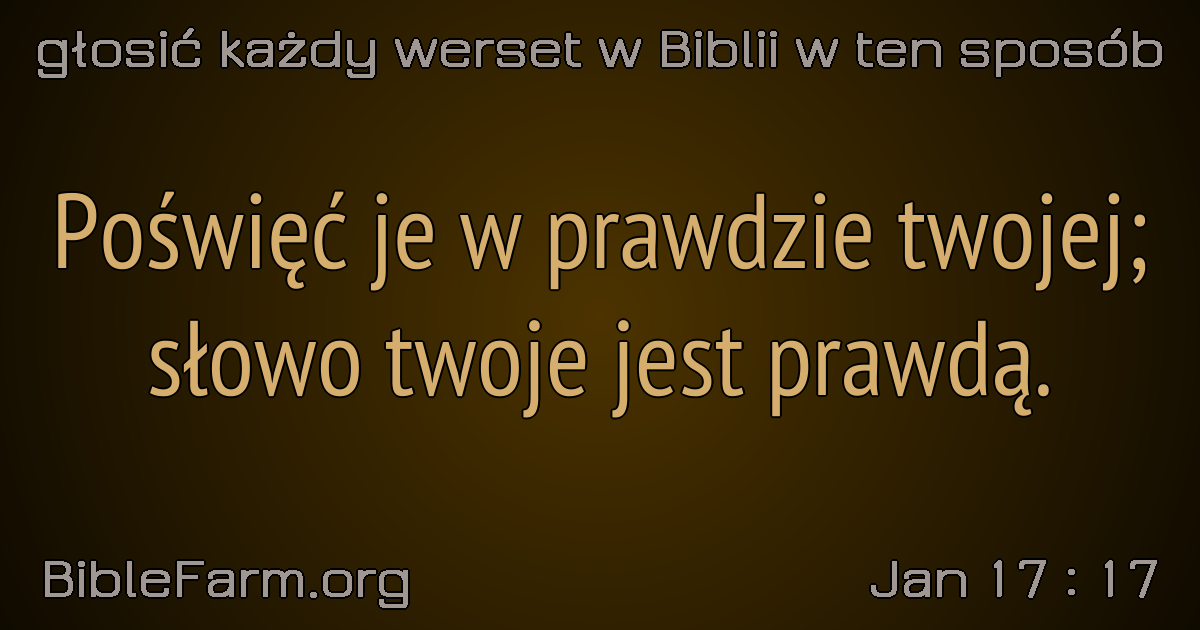 głosić każdy werset w Biblii w ten sposób
Poświęć je w prawdzie twojej;
słowo twoje jest prawdą.
BibleFarm.org
Jan 17 : 17